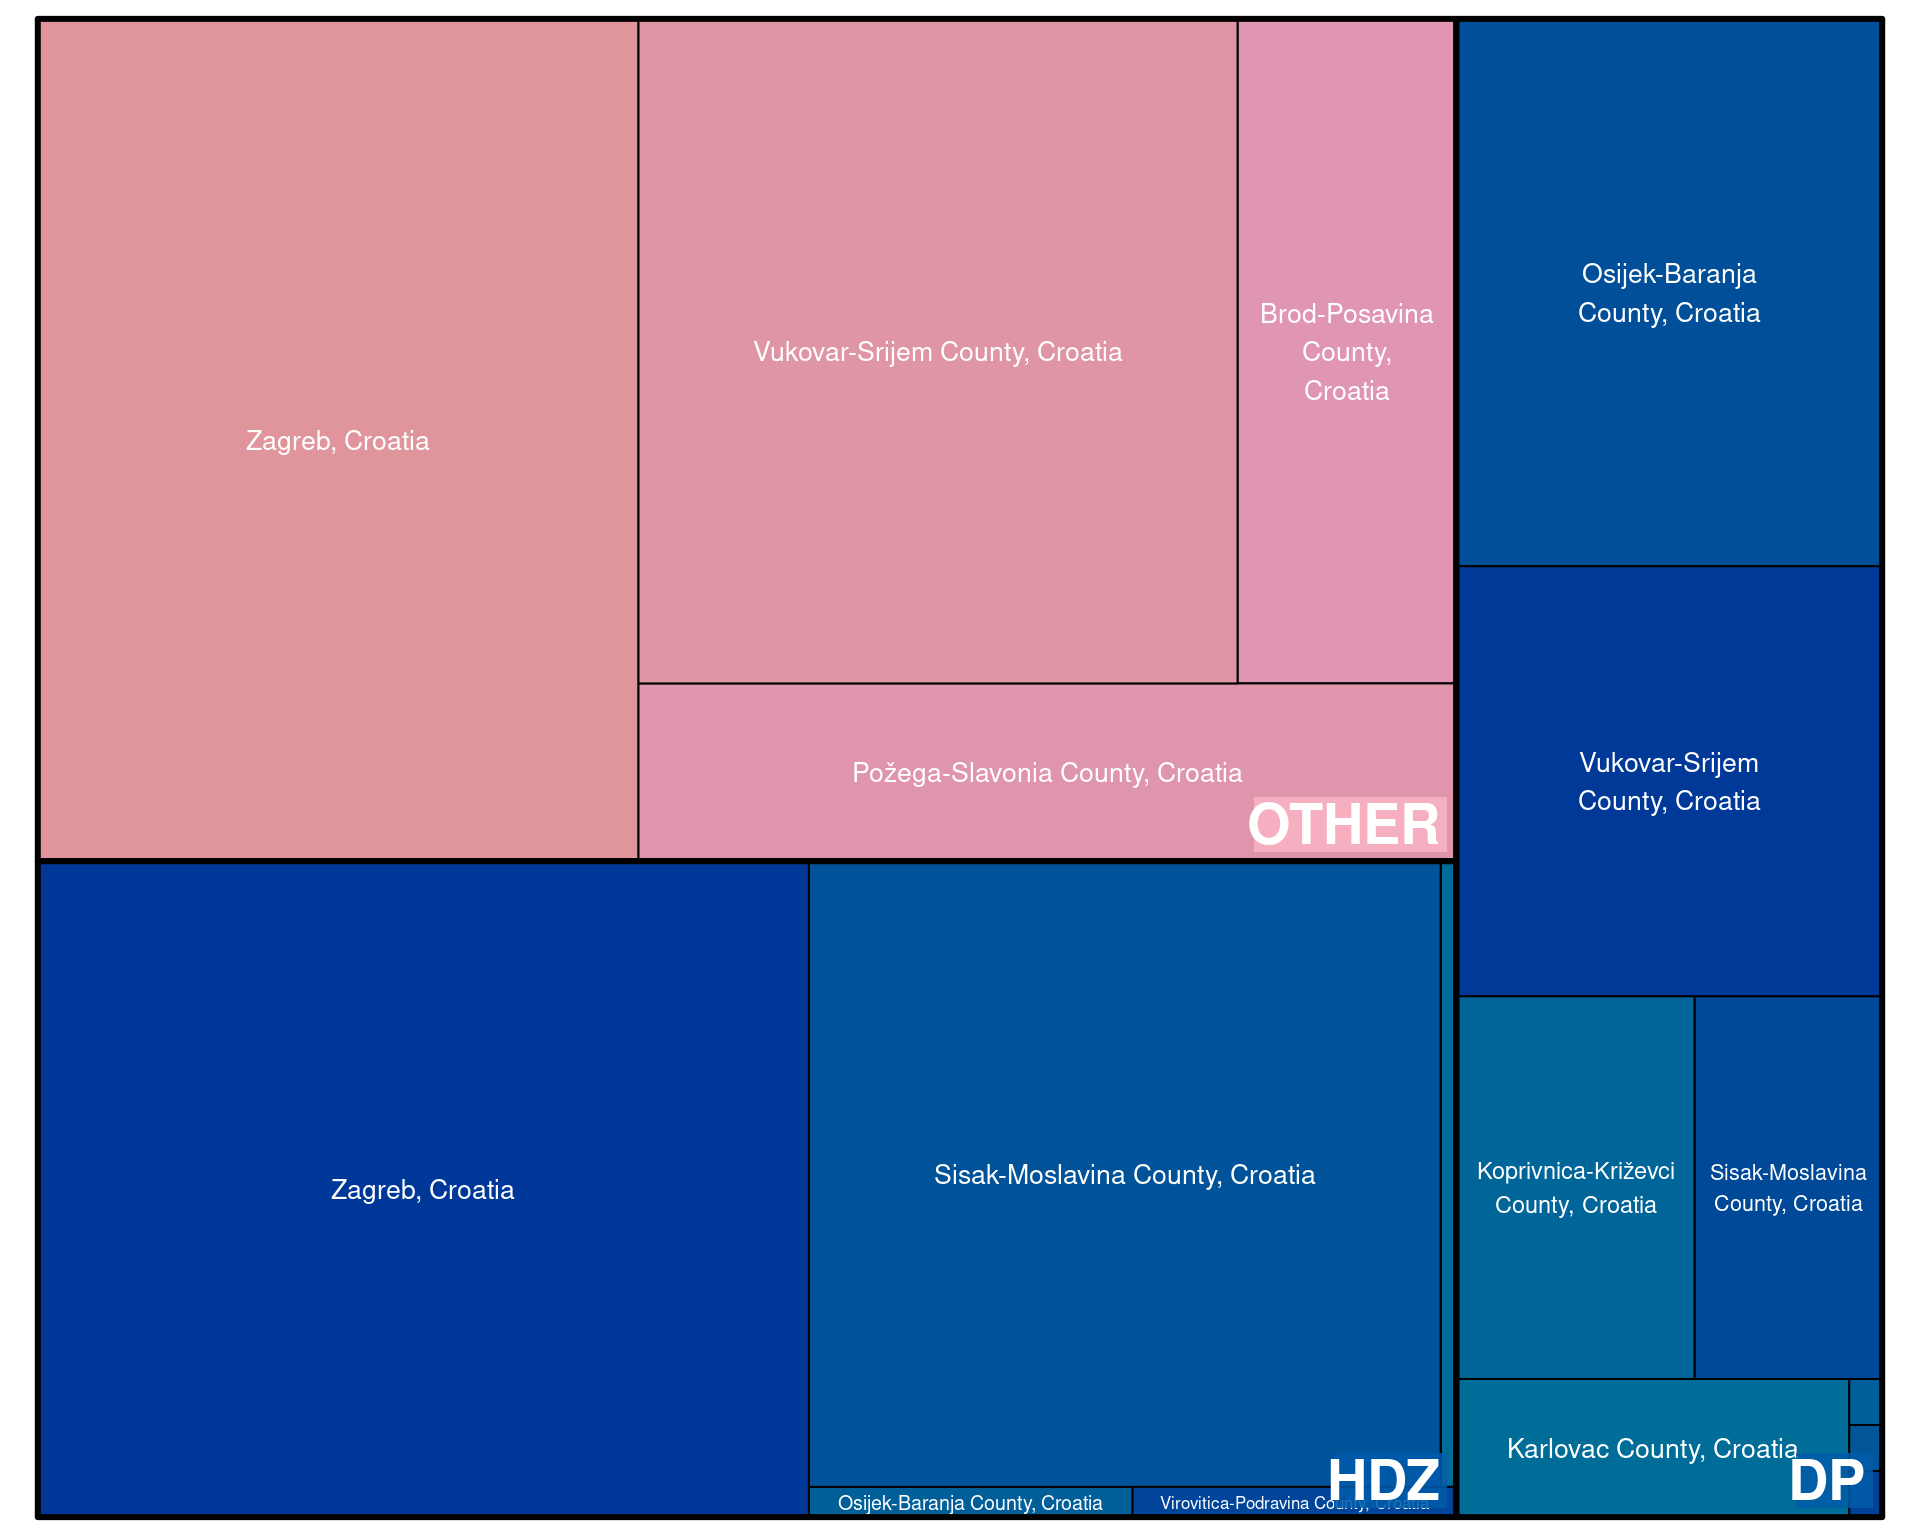 Zagreb, Croatia
Vukovar-Srijem County, Croatia
Brod-Posavina
County,
Croatia
Požega-Slavonia County, Croatia
OTHER
Osijek-Baranja
County, Croatia
Vukovar-Srijem
County, Croatia
Koprivnica-Križevci
County, Croatia
Sisak-Moslavina
County, Croatia
Karlovac County, Croatia
DP
Zagreb, Croatia
Sisak-Moslavina County, Croatia
Osijek-Baranja County, Croatia
Virovitica-Podravina County, Croatia
HDZ